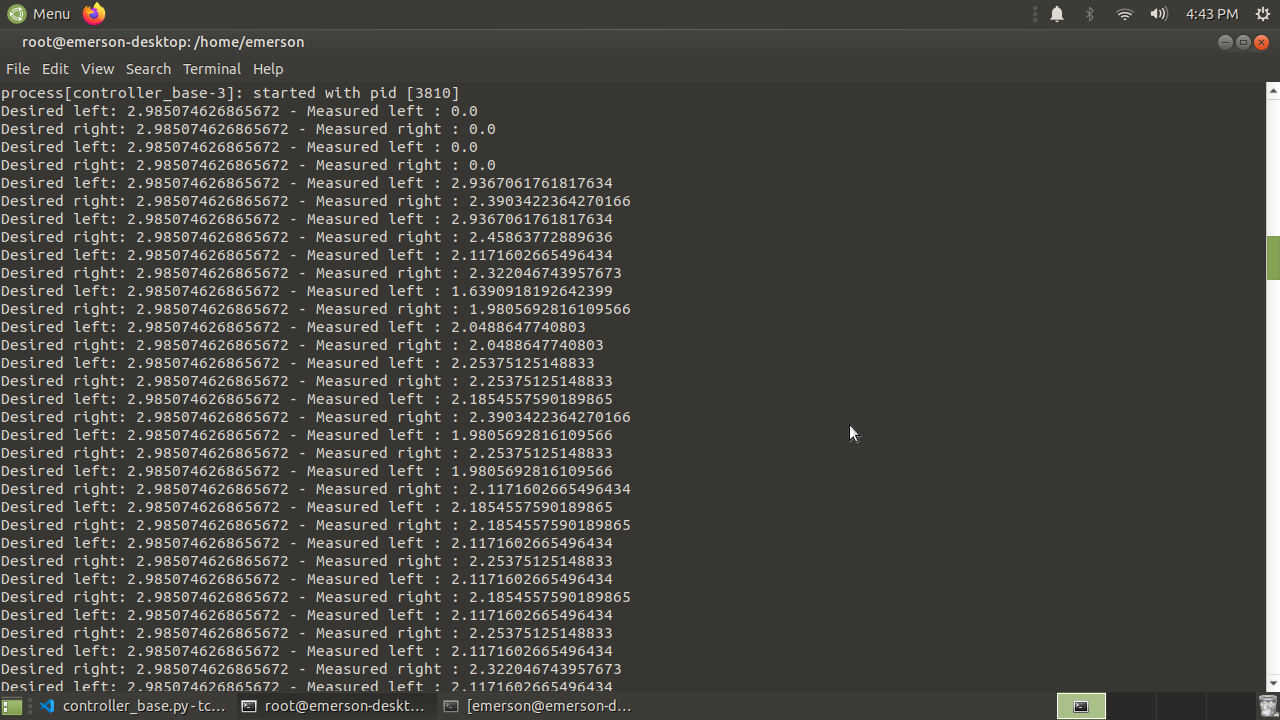 Menu
4:43 PM
root@emerson-desktop: /home/emerson
File Edit View Search Terminal Help
process[controller_base-3]: started with pid [3810]
Desired left: 2.985074626865672 - Measured left : 0.0
Desired right: 2.985074626865672 - Measured right : 0.0
Desired left: 2.985074626865672 - Measured left : 0.0
Desired right: 2.985074626865672 - Measured right : 0.0
Desired left: 2.985074626865672 - Measured left : 2.9367061761817634
Desired right: 2.985074626865672 - Measured right : 2.3903422364270166
Desired left: 2.985074626865672 - Measured left : 2.9367061761817634
Desired right: 2.985074626865672 - Measured right : 2.45863772889636
Desired left: 2.985074626865672 - Measured left : 2.1171602665496434
Desired right: 2.985074626865672 - Measured right : 2.322046743957673
Desired left: 2.985074626865672 - Measured left : 1.6390918192642399
Desired right: 2.985074626865672 - Measured right : 1.9805692816109566
Desired left: 2.985074626865672 - Measured left : 2.0488647740803
Desired right: 2.985074626865672 - Measured right : 2.0488647740803
Desired left: 2.985074626865672 - Measured left : 2.25375125148833
Desired right: 2.985074626865672 - Measured right : 2.25375125148833
Desired left: 2.985074626865672 - Measured left : 2.1854557590189865
Desired right: 2.985074626865672 - Measured right : 2.3903422364270166
Desired left: 2.985074626865672 - Measured left : 1.9805692816109566
Desired right: 2.985074626865672 - Measured right : 2.25375125148833
Desired left: 2.985074626865672 - Measured left : 1.9805692816109566
Desired right: 2.985074626865672 - Measured right : 2.1171602665496434
Desired left: 2.985074626865672 - Measured left : 2.1854557590189865
Desired right: 2.985074626865672 - Measured right : 2.1854557590189865
Desired left: 2.985074626865672 - Measured left : 2.1171602665496434
Desired right: 2.985074626865672 - Measured right : 2.25375125148833
Desired left: 2.985074626865672 - Measured left : 2.1171602665496434
Desired right: 2.985074626865672 - Measured right : 2.1854557590189865
Desired left: 2.985074626865672 - Measured left : 2.1171602665496434
Desired right: 2.985074626865672 - Measured right : 2.25375125148833
Desired left: 2.985074626865672 - Measured left : 2.1171602665496434
Desired right: 2.985074626865672 - Measured right : 2.322046743957673
Desired left: 2.985074626865672 - Measured left : 2.1171602665496434
controller_base.py - tc... root@emerson-deskt... [emerson@emerson-d...